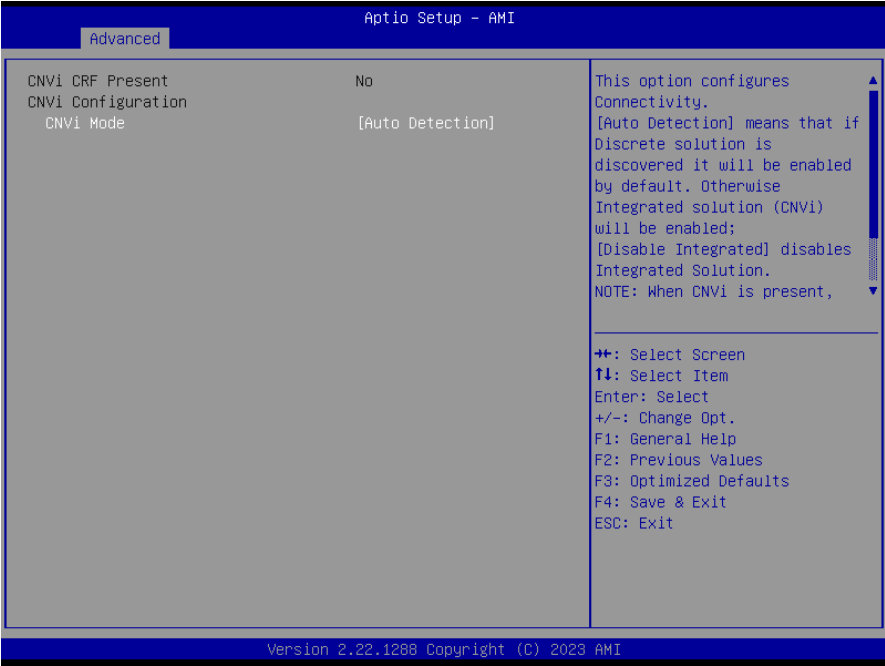 Aptio Setup – AMI
Advanced
CNVi CRF Present No
CNVi Configuration
CNVi Mode [Auto Detection]
This option configures
Connectivity.
[Auto Detection] means that if
Discrete solution is
discovered it will be enabled
by default. Otherwise
Integrated solution (CNVi)
will be enabled;
[Disable Integrated] disables
Integrated Solution.
NOTE: When CNVi is present,
→←: Select Screen
↑↓: Select Item
Enter: Select
+/-: Change Opt.
F1: General Help
F2: Previous Values
F3: Optimized Defaults
F4: Save & Exit
ESC: Exit
Version 2.22.1288 Copyright (C) 2023 AMI